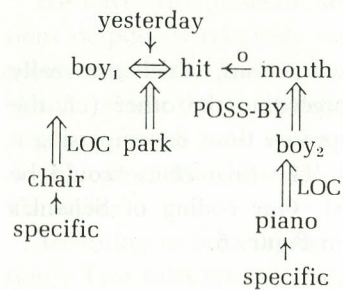 yesterday
boy₁ hit o mouth
POSS-BY
LOC park boy₂
chair LOC
specific piano
specific